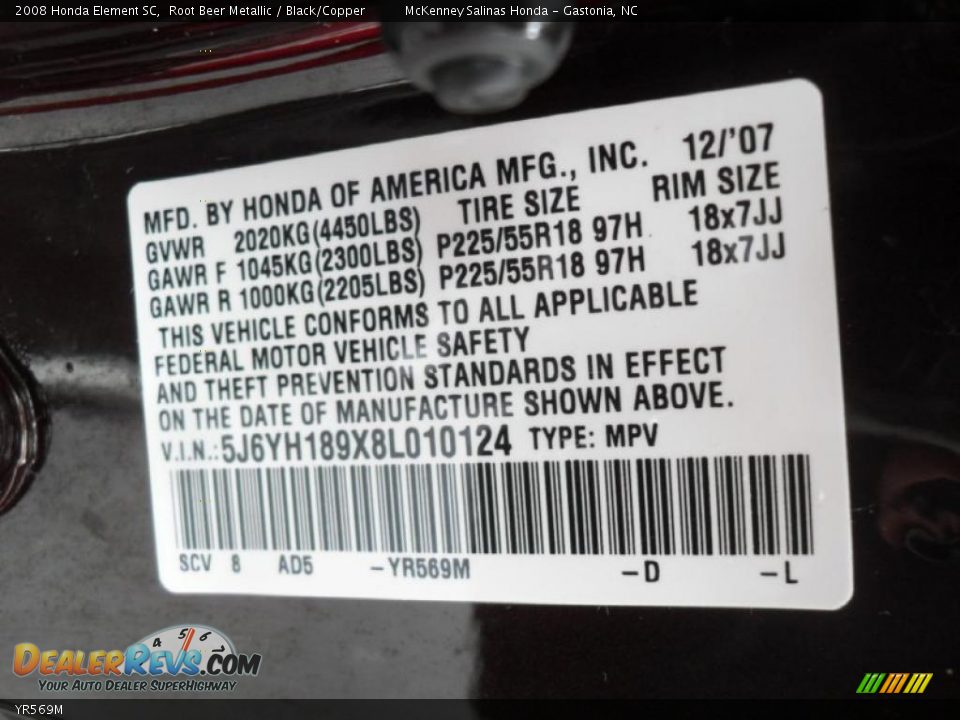 2008 Honda Element SC, Root Beer Metallic / Black/Copper McKenney Salinas Honda - Gastonia, NC
MFD. BY HONDA OF AMERICA MFG., INC. 12/'07
GVWR 2020KG(4450LBS) TIRE SIZE RIM SIZE
GAWR F 1045KG(2300LBS) P225/55R18 97H 18x7JJ
GAWR R 1000KG(2205LBS) P225/55R18 97H 18x7JJ
THIS VEHICLE CONFORMS TO ALL APPLICABLE
FEDERAL MOTOR VEHICLE SAFETY
AND THEFT PREVENTION STANDARDS IN EFFECT
ON THE DATE OF MANUFACTURE SHOWN ABOVE.
V.I.N.:5J6YH189X8L010124 TYPE: MPV
SCV 8 AD5 -YR569M -D -L
4 5 6 7
DEALERREVS.COM
YOUR AUTO DEALER SUPERHIGHWAY
YR569M